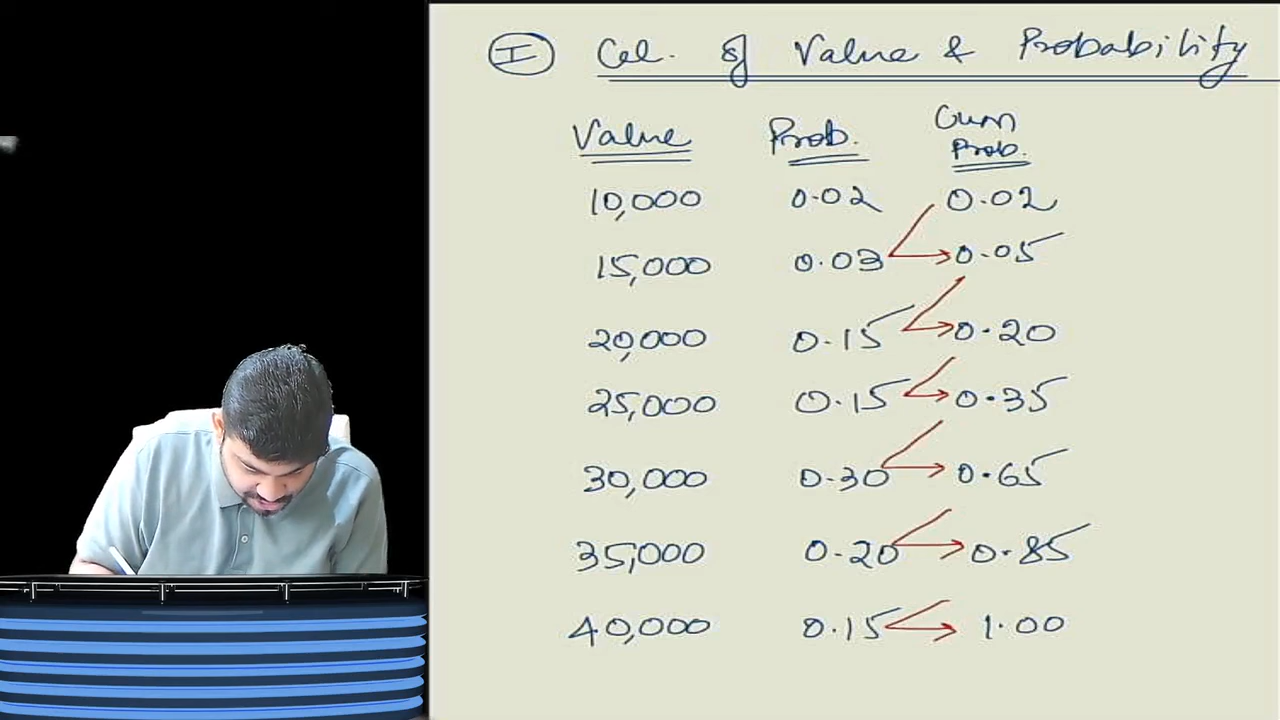 I Cal. of Value & Probability
Value Prob. Cum Prob.
10,000 0.02 0.02
15,000 0.03 0.05
20,000 0.15 0.20
25,000 0.15 0.35
30,000 0.30 0.65
35,000 0.20 0.85
40,000 0.15 1.00